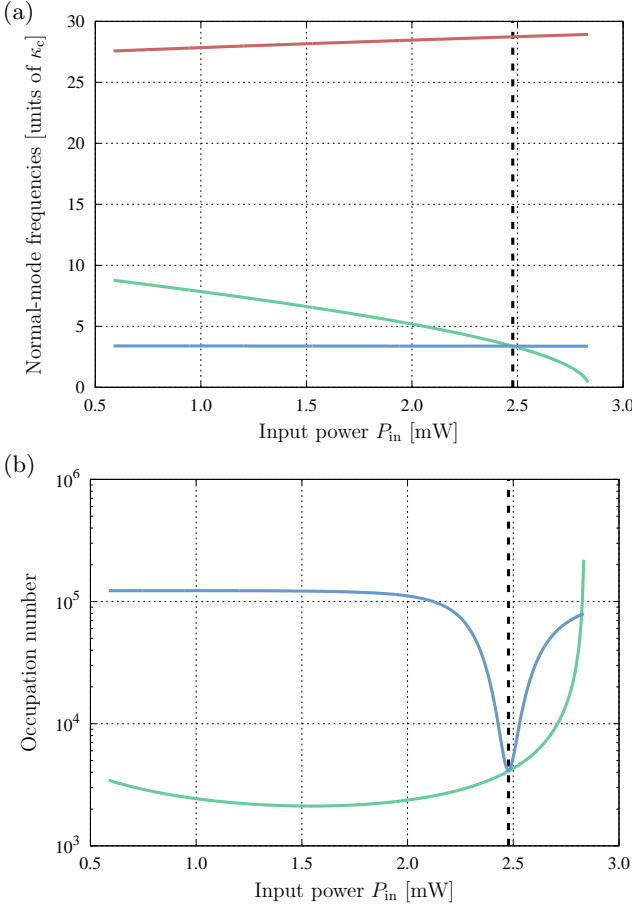 (a)
Normal-mode frequencies [units of κc]
30
25
20
15
10
5
0
0.5 1.0 1.5 2.0 2.5 3.0
Input power Pin [mW]
(b)
Occupation number
10^6
10^5
10^4
10^3
0.5 1.0 1.5 2.0 2.5 3.0
Input power Pin [mW]